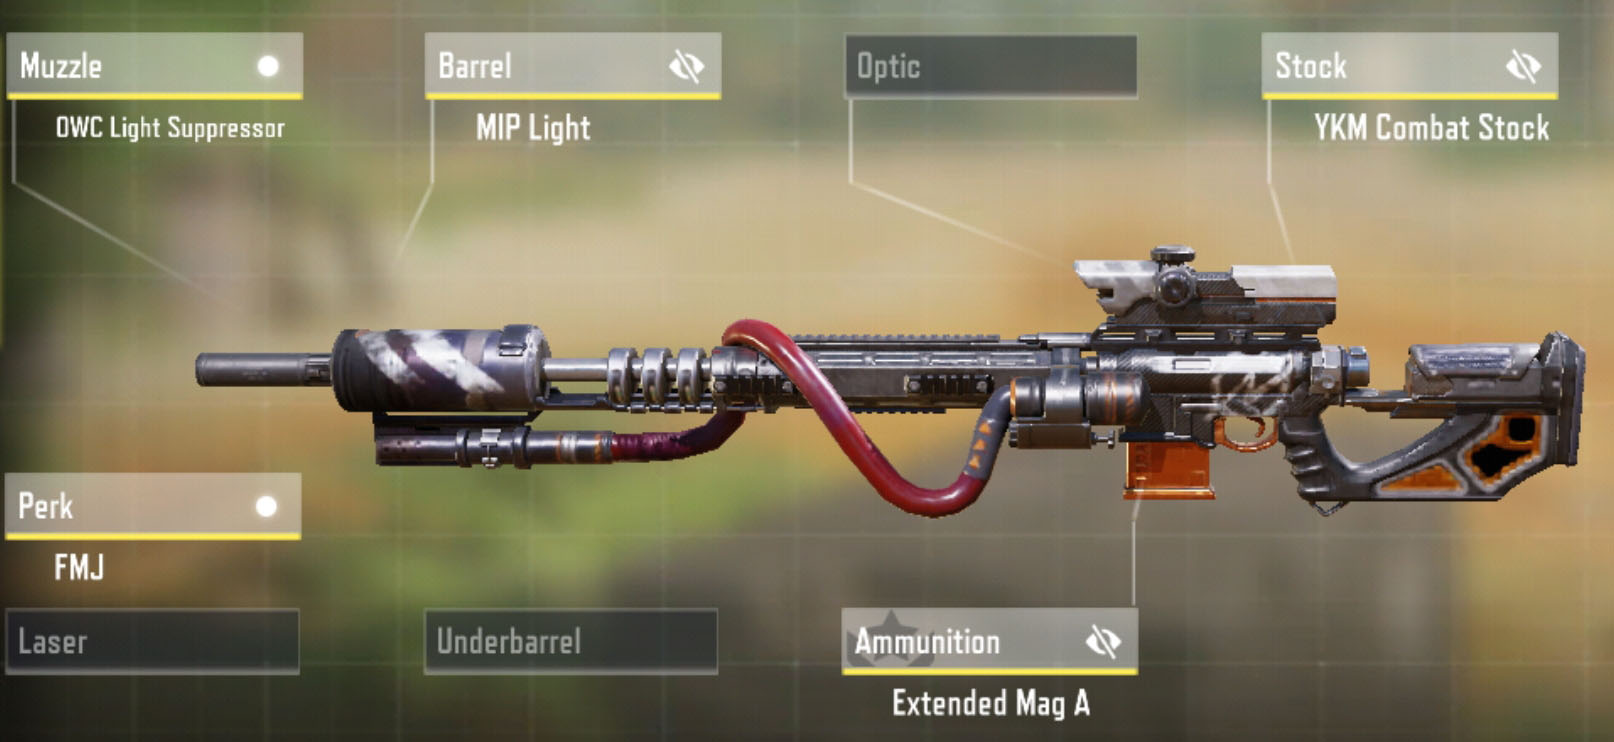 Muzzle
OWC Light Suppressor
Barrel
MIP Light
Optic
Stock
YKM Combat Stock
Perk
FMJ
Laser
Underbarrel
Ammunition
Extended Mag A